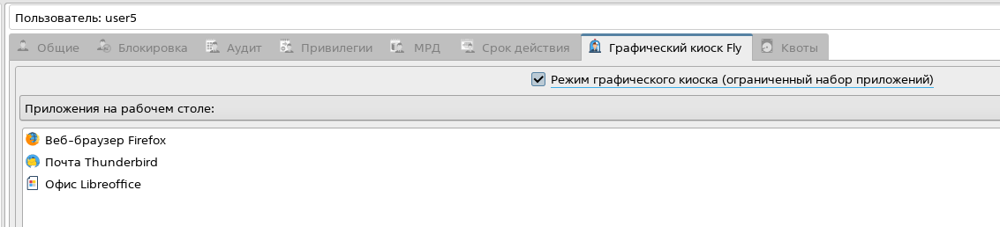 Пользователь: user5
Общие Блокировка Аудит Привилегии МРД Срок действия Графический киоск Fly Квоты
Режим графического киоска (ограниченный набор приложений)
Приложения на рабочем столе:
Веб-браузер Firefox
Почта Thunderbird
Офис Libreoffice